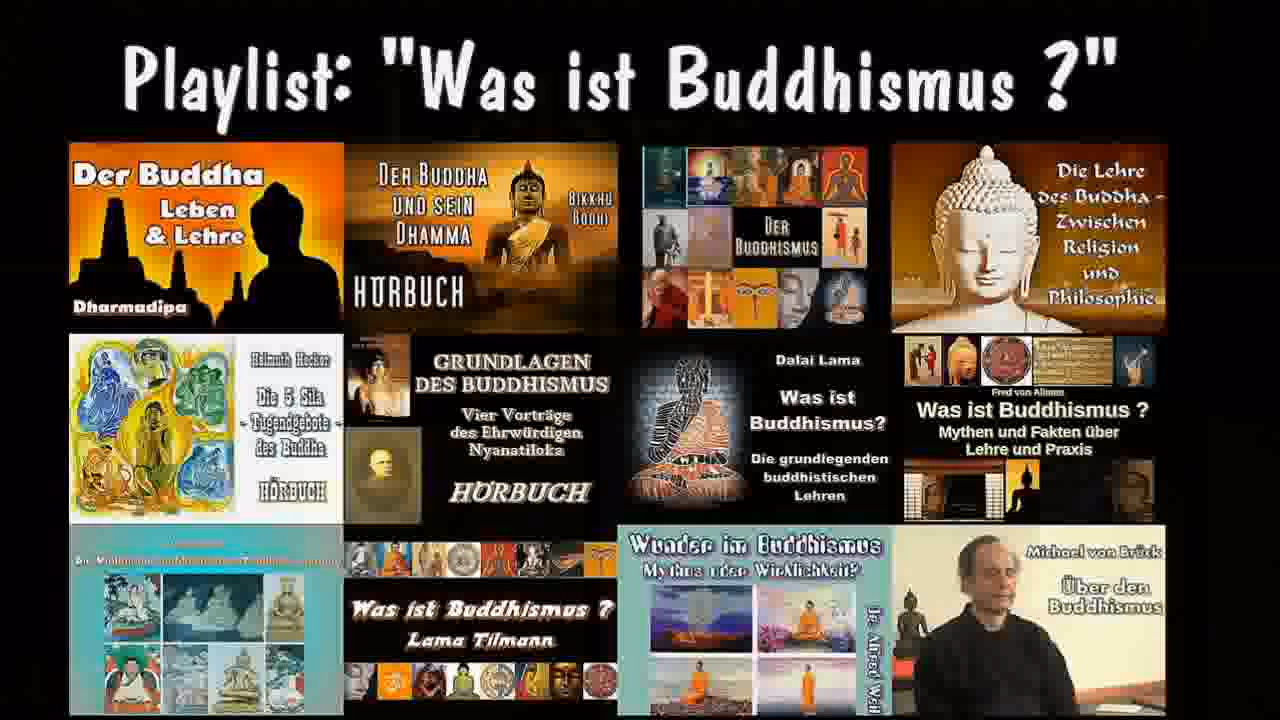 Playlist: "Was ist Buddhismus ?"
Der Buddha
Leben
& Lehre
Dharmadipa
DER BUDDHA
UND SEIN
DHAMMA
BIKKHU
BODHI
HÖRBUCH
DER
BUDDHISMUS
Die Lehre
des Buddha -
Zwischen
Religion
und
Philosophie
Helmuth Hecker
Die 5 Sila
- Tugendgebote -
des Buddha
HÖRBUCH
GRUNDLAGEN
DES BUDDHISMUS
Vier Vorträge
des Ehrwürdigen
Nyanatiloka
HÖRBUCH
Dalai Lama
Was ist
Buddhismus?
Die grundlegenden
buddhistischen
Lehren
Fred von Allmen
Was ist Buddhismus ?
Mythen und Fakten über
Lehre und Praxis
Was ist Buddhismus ?
Lama Tilmann
Wunder im Buddhismus
Mythos oder Wirklichkeit?
Dr. Alfred Weil
Michael von Brück
Über den
Buddhismus